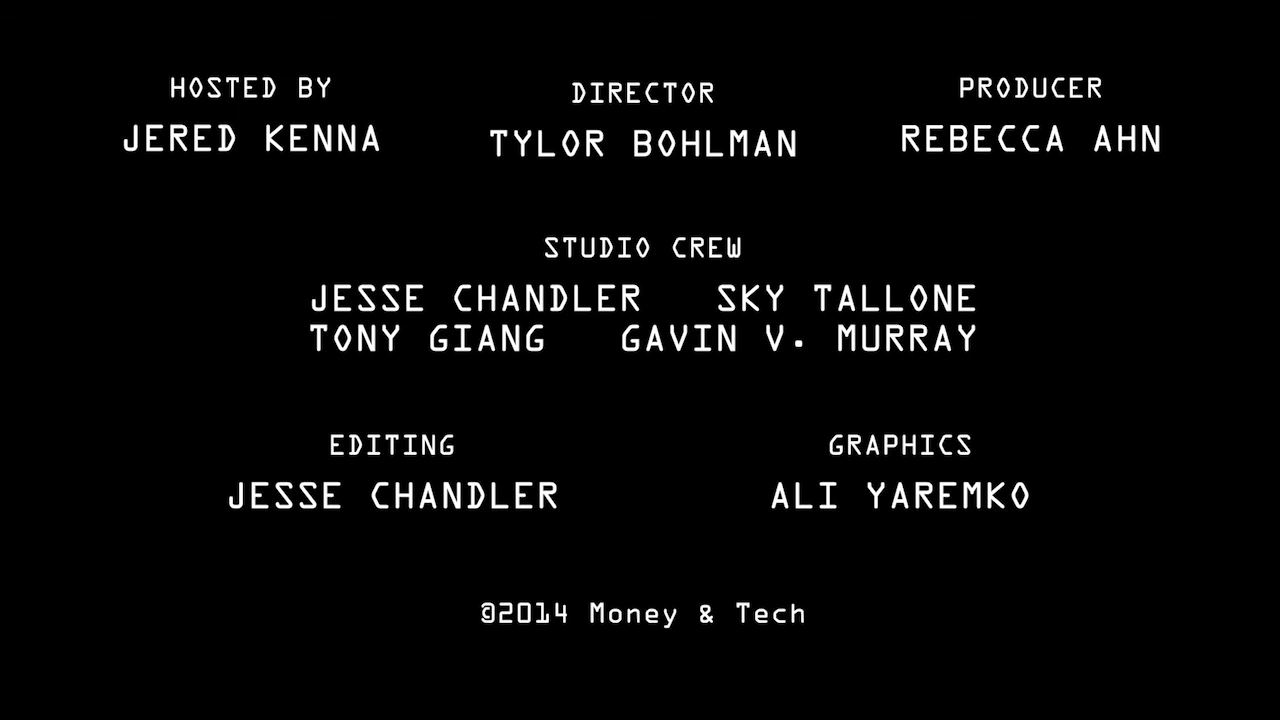 HOSTED BY
JERED KENNA
DIRECTOR
TYLOR BOHLMAN
PRODUCER
REBECCA AHN
STUDIO CREW
JESSE CHANDLER SKY TALLONE
TONY GIANG GAVIN V. MURRAY
EDITING
JESSE CHANDLER
GRAPHICS
ALI YAREMKO
©2014 Money & Tech